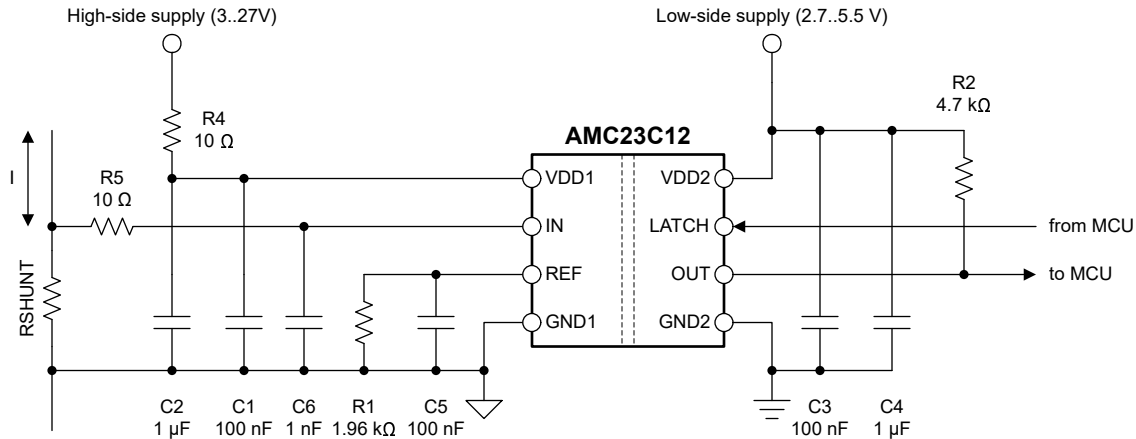 High-side supply (3..27V)
Low-side supply (2.7..5.5 V)
R4
10 Ω
R2
4.7 kΩ
AMC23C12
I
R5
10 Ω
VDD1
VDD2
IN
LATCH
from MCU
REF
OUT
to MCU
RSHUNT
GND1
GND2
C2
1 µF
C1
100 nF
C6
1 nF
R1
1.96 kΩ
C5
100 nF
C3
100 nF
C4
1 µF